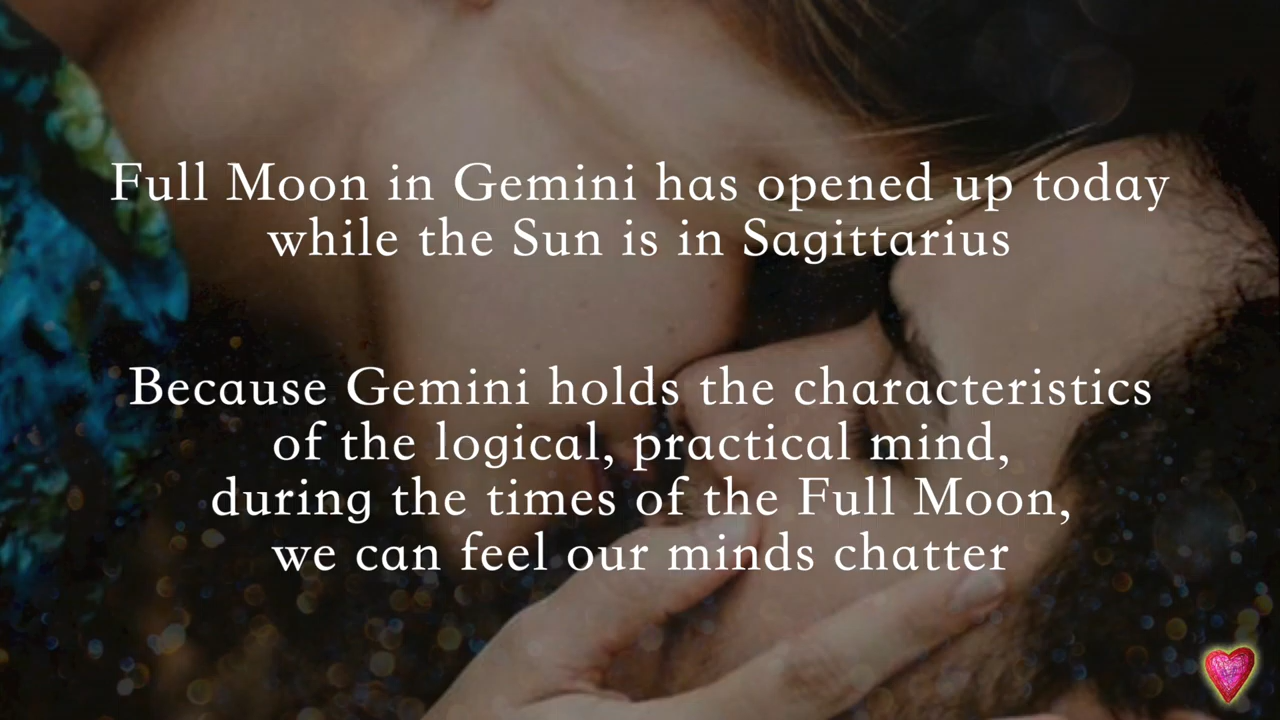 Full Moon in Gemini has opened up today
while the Sun is in Sagittarius
Because Gemini holds the characteristics
of the logical, practical mind,
during the times of the Full Moon,
we can feel our minds chatter